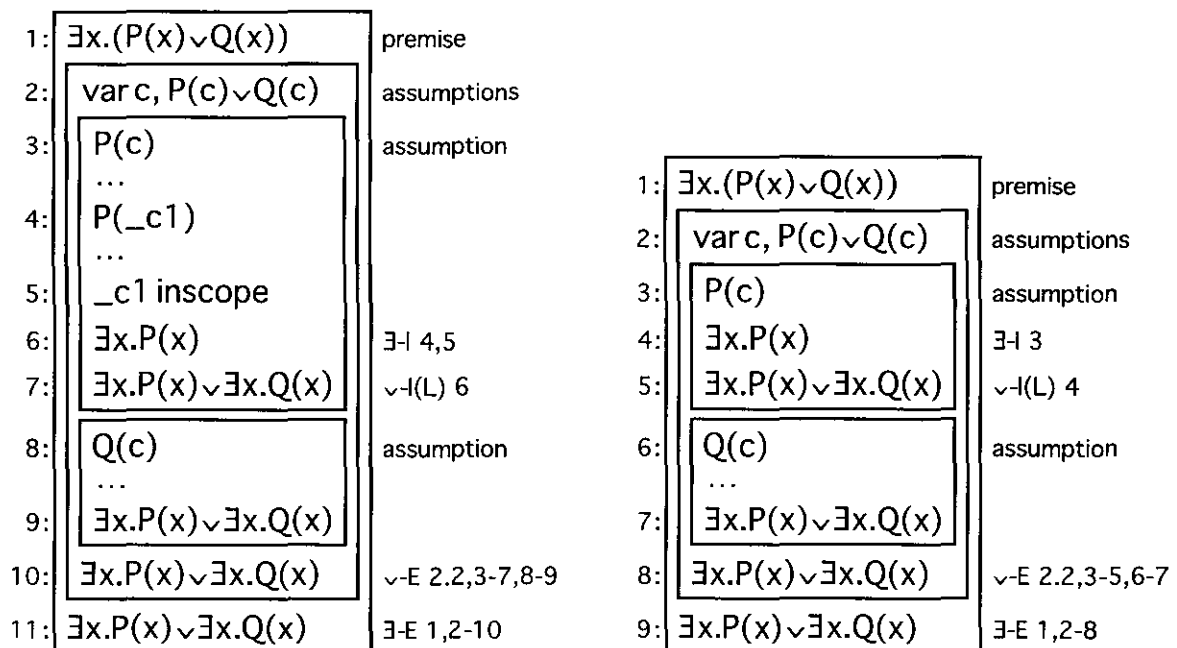 1: ∃x.(P(x)∨Q(x)) premise
2: var c, P(c)∨Q(c) assumptions
3: P(c) assumption
...
4: P(_c1)
...
5: _c1 inscope
6: ∃x.P(x) ∃-I 4,5
7: ∃x.P(x)∨∃x.Q(x) ∨-I(L) 6
8: Q(c) assumption
...
9: ∃x.P(x)∨∃x.Q(x)
10: ∃x.P(x)∨∃x.Q(x) ∨-E 2.2,3-7,8-9
11: ∃x.P(x)∨∃x.Q(x) ∃-E 1,2-10
1: ∃x.(P(x)∨Q(x)) premise
2: var c, P(c)∨Q(c) assumptions
3: P(c) assumption
4: ∃x.P(x) ∃-I 3
5: ∃x.P(x)∨∃x.Q(x) ∨-I(L) 4
6: Q(c) assumption
...
7: ∃x.P(x)∨∃x.Q(x)
8: ∃x.P(x)∨∃x.Q(x) ∨-E 2.2,3-5,6-7
9: ∃x.P(x)∨∃x.Q(x) ∃-E 1,2-8